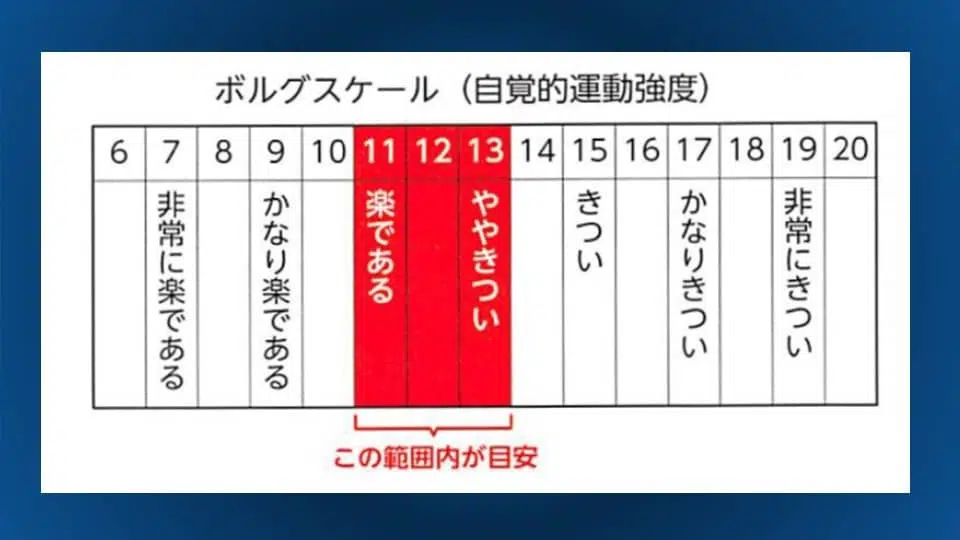 ボルグスケール（自覚的運動強度）
6 7 8 9 10 11 12 13 14 15 16 17 18 19 20
非常に楽である
かなり楽である
楽である
ややきつい
きつい
かなりきつい
非常にきつい
この範囲内が目安